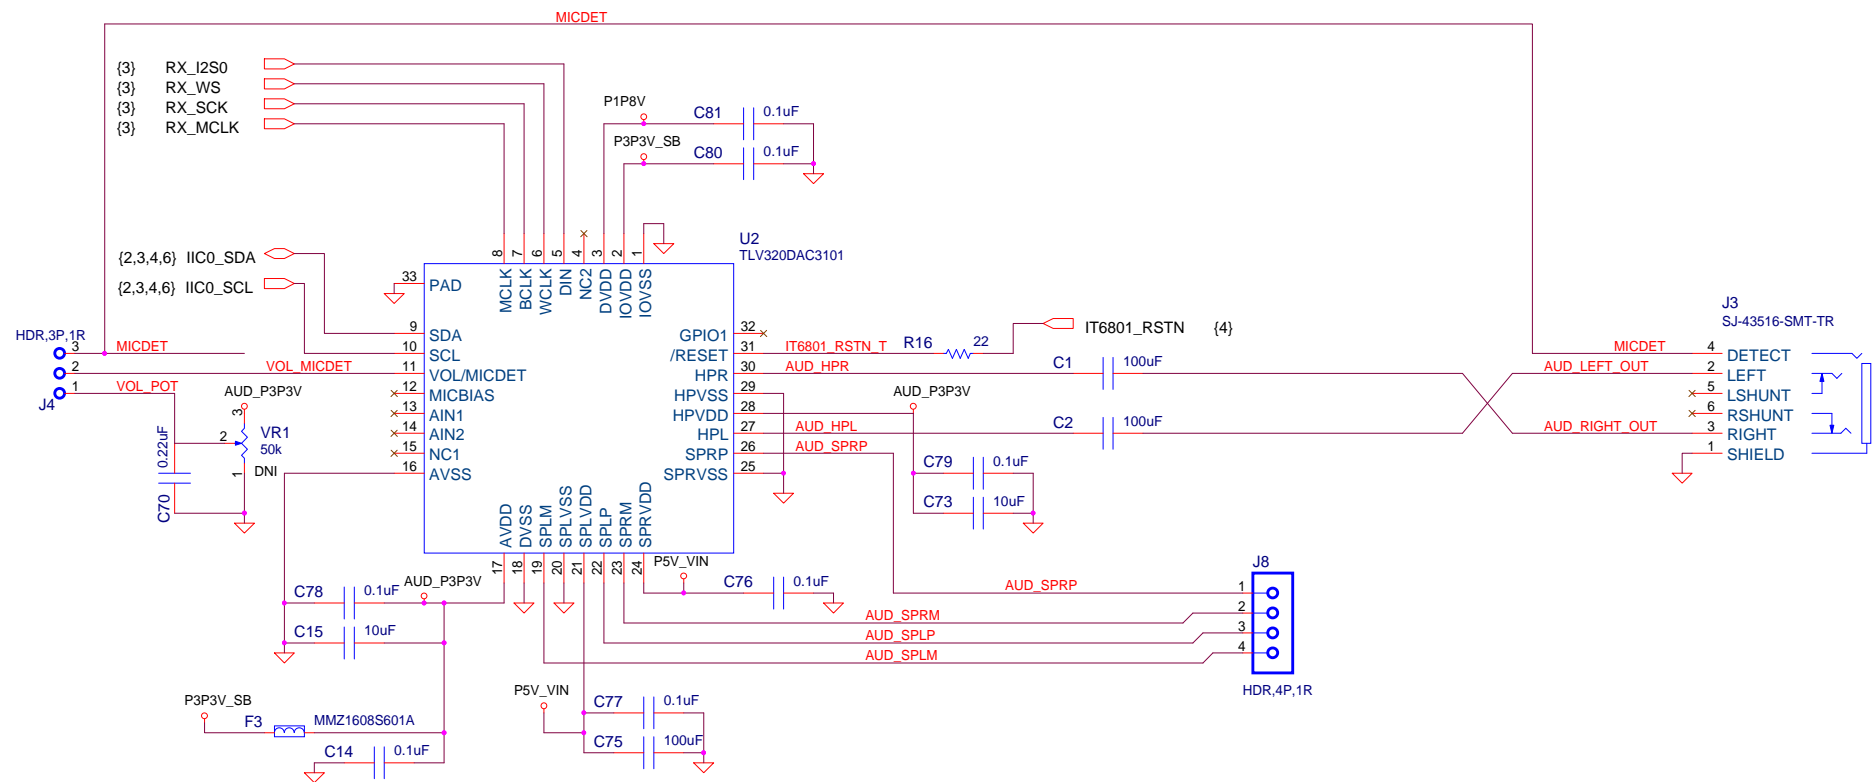 MICDET
{3} RX_I2S0
{3} RX_WS
{3} RX_SCK
{3} RX_MCLK
P1P8V
C81 0.1uF
P3P3V_SB
C80 0.1uF
{2,3,4,6} IIC0_SDA
{2,3,4,6} IIC0_SCL
U2
TLV320DAC3101
8 7 6 5 4 3 2 1
MCLK BCLK WCLK DIN NC2 DVDD IOVDD IOVSS
33 PAD
9 SDA
10 SCL
11 VOL/MICDET
12 MICBIAS
13 AIN1
14 AIN2
15 NC1
16 AVSS
GPIO1 32
/RESET 31
HPR 30
HPVSS 29
HPVDD 28
HPL 27
SPRP 26
SPRVSS 25
AVDD DVSS SPLM SPLVSS SPLVDD SPLP SPRM SPRVDD
17 18 19 20 21 22 23 24
HDR,3P,1R
3 MICDET
2 VOL_MICDET
1 VOL_POT
J4
AUD_P3P3V
3
2
1
VR1
50k
DNI
0.22uF
C70
IT6801_RSTN_T R16 22
IT6801_RSTN {4}
AUD_HPR C1 100uF
AUD_P3P3V
AUD_HPL C2 100uF
AUD_SPRP
C79 0.1uF
C73 10uF
J3
SJ-43516-SMT-TR
MICDET 4 DETECT
AUD_LEFT_OUT 2 LEFT
5 LSHUNT
6 RSHUNT
AUD_RIGHT_OUT 3 RIGHT
1 SHIELD
C78 0.1uF
AUD_P3P3V
C15 10uF
P5V_VIN
C76 0.1uF
J8
AUD_SPRP 1
AUD_SPRM 2
AUD_SPLP 3
AUD_SPLM 4
HDR,4P,1R
P3P3V_SB
F3 MMZ1608S601A
C14 0.1uF
P5V_VIN
C77 0.1uF
C75 100uF